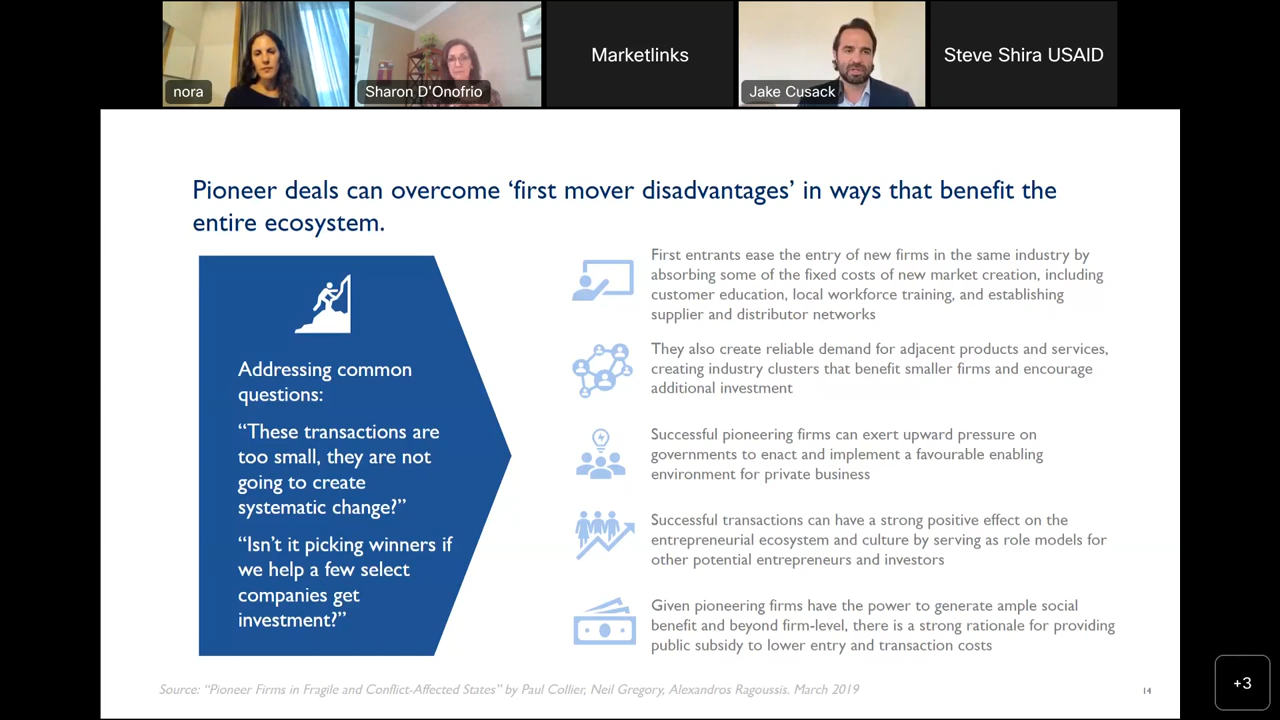 nora
Sharon D'Onofrio
Marketlinks
Jake Cusack
Steve Shira USAID
Pioneer deals can overcome ‘first mover disadvantages’ in ways that benefit the
entire ecosystem.
Addressing common
questions:
“These transactions are
too small, they are not
going to create
systematic change?”
“Isn’t it picking winners if
we help a few select
companies get
investment?”
First entrants ease the entry of new firms in the same industry by
absorbing some of the fixed costs of new market creation, including
customer education, local workforce training, and establishing
supplier and distributor networks
They also create reliable demand for adjacent products and services,
creating industry clusters that benefit smaller firms and encourage
additional investment
Successful pioneering firms can exert upward pressure on
governments to enact and implement a favourable enabling
environment for private business
Successful transactions can have a strong positive effect on the
entrepreneurial ecosystem and culture by serving as role models for
other potential entrepreneurs and investors
Given pioneering firms have the power to generate ample social
benefit and beyond firm-level, there is a strong rationale for providing
public subsidy to lower entry and transaction costs
Source: “Pioneer Firms in Fragile and Conflict-Affected States” by Paul Collier, Neil Gregory, Alexandros Ragoussis. March 2019
14
+3